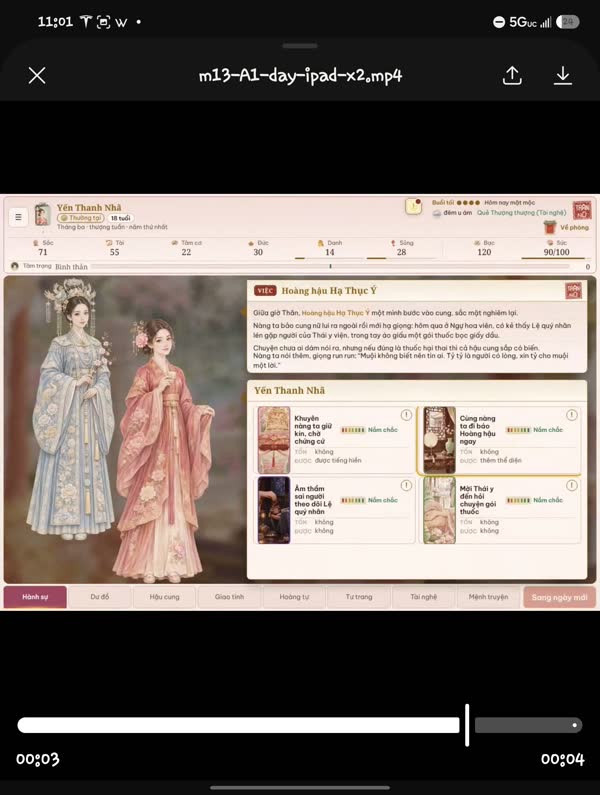 11:01
5Guc
24
m13-A1-day-ipad-x2.mp4
Yến Thanh Nhã
Thường tại
18 tuổi
Tháng ba · thượng tuần · năm thứ nhất
Buổi tối
Hôm nay một mộc
đêm u ám
Quả Thượng thượng (Tài nghệ)
Về phòng
Sắc
71
Tài
55
Tâm cơ
22
Đức
30
Danh
14
Sủng
28
Bạc
120
Sức
90/100
Tâm trạng
Bình thản
0
VIỆC
Hoàng hậu Hạ Thục Ý
Giữa giờ Thân, Hoàng hậu Hạ Thục Ý một mình bước vào cung, sắc mặt nghiêm lại.
Nàng ta bảo cung nữ lui ra ngoài rồi mới hạ giọng: hôm qua ở Ngự hoa viên, có kẻ thấy Lệ quý nhân
lén gặp người của Thái y viện, trong tay áo giấu một gói thuốc bọc giấy dầu.
Chuyện chưa ai dám nói ra, nhưng nếu đúng là thuốc hại thai thì cả hậu cung sắp có biến.
Nàng ta nói thêm, giọng run run: "Muội không biết nên tin ai. Tỷ tỷ là người có lòng, xin tỷ cho muội
một lời."
Yến Thanh Nhã
Khuyên
nàng ta giữ
kín, chờ
chứng cứ
Nắm chắc
TỐN không
ĐƯỢC được tiếng hiền
Cùng nàng
ta đi báo
Hoàng hậu
ngay
Nắm chắc
TỐN không
ĐƯỢC thêm thể diện
Âm thầm
sai người
theo dõi Lệ
quý nhân
Nắm chắc
TỐN không
ĐƯỢC không
Mời Thái y
đến hỏi
chuyện gói
thuốc
Nắm chắc
TỐN không
ĐƯỢC không
Hành sự
Dư đồ
Hậu cung
Giao tình
Hoàng tự
Tư trang
Tài nghệ
Mệnh truyện
Sang ngày mới
00:03
00:04